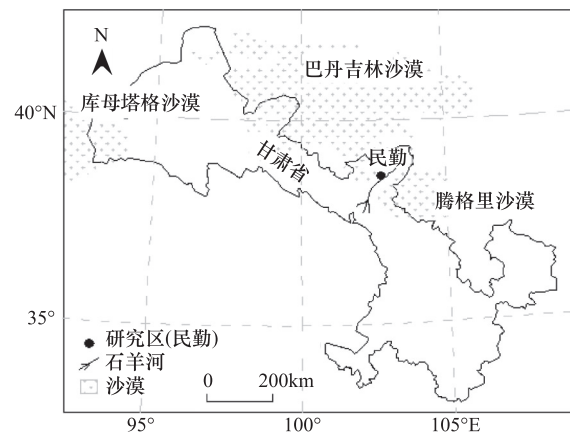 N
巴丹吉林沙漠
库母塔格沙漠
40°N
甘肃省
民勤
腾格里沙漠
35°
研究区(民勤)
石羊河
沙漠
0 200km
95°
100°
105°E